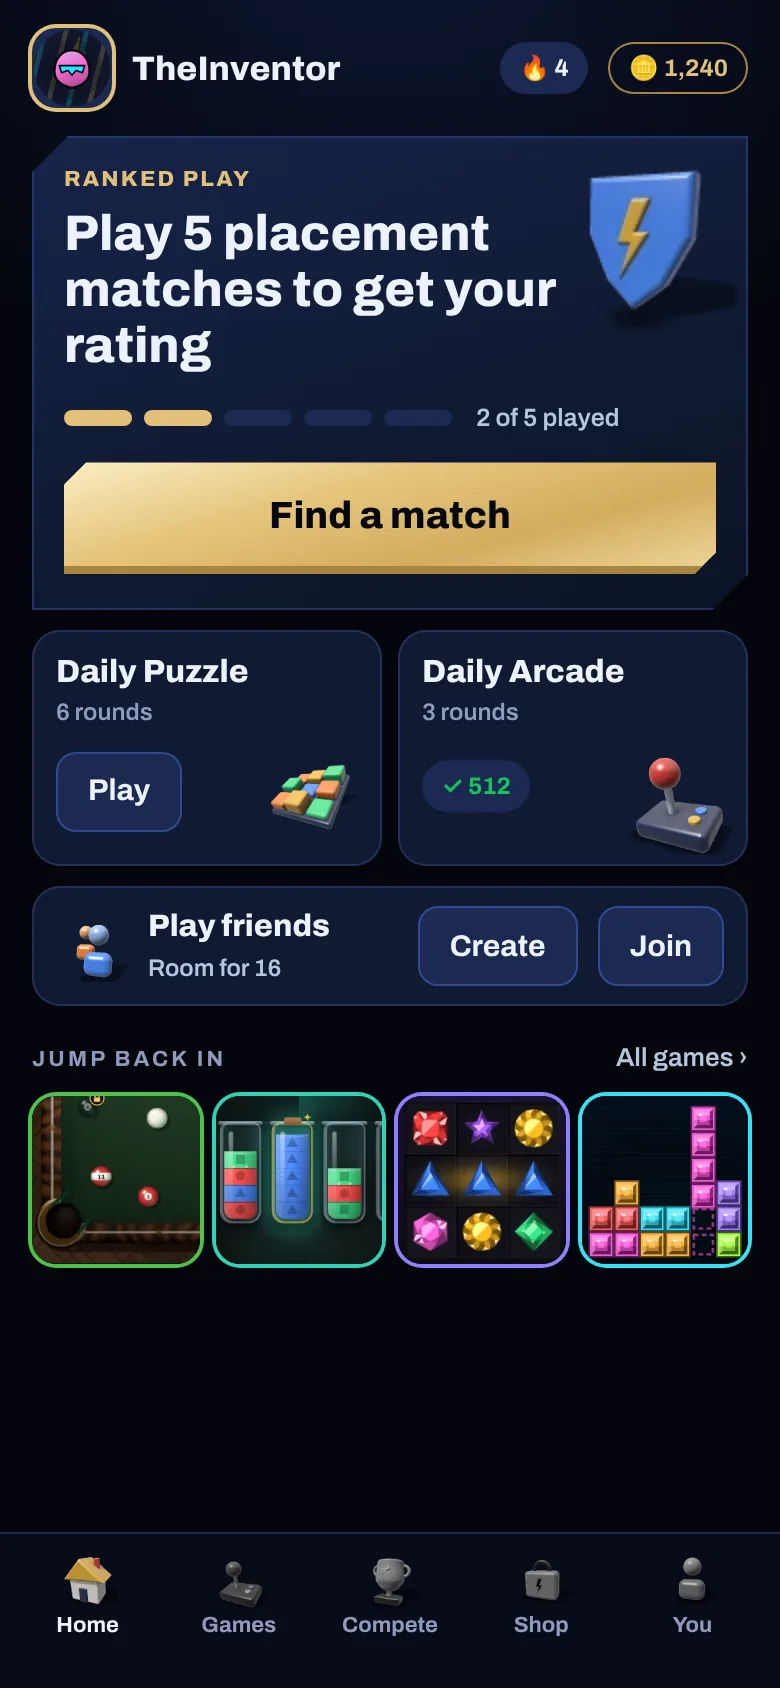 TheInventor
4
1,240
RANKED PLAY
Play 5 placement
matches to get your
rating
2 of 5 played
Find a match
Daily Puzzle
6 rounds
Play
Daily Arcade
3 rounds
✓ 512
Play friends
Room for 16
Create
Join
JUMP BACK IN
All games ›
11
Home
Games
Compete
Shop
You